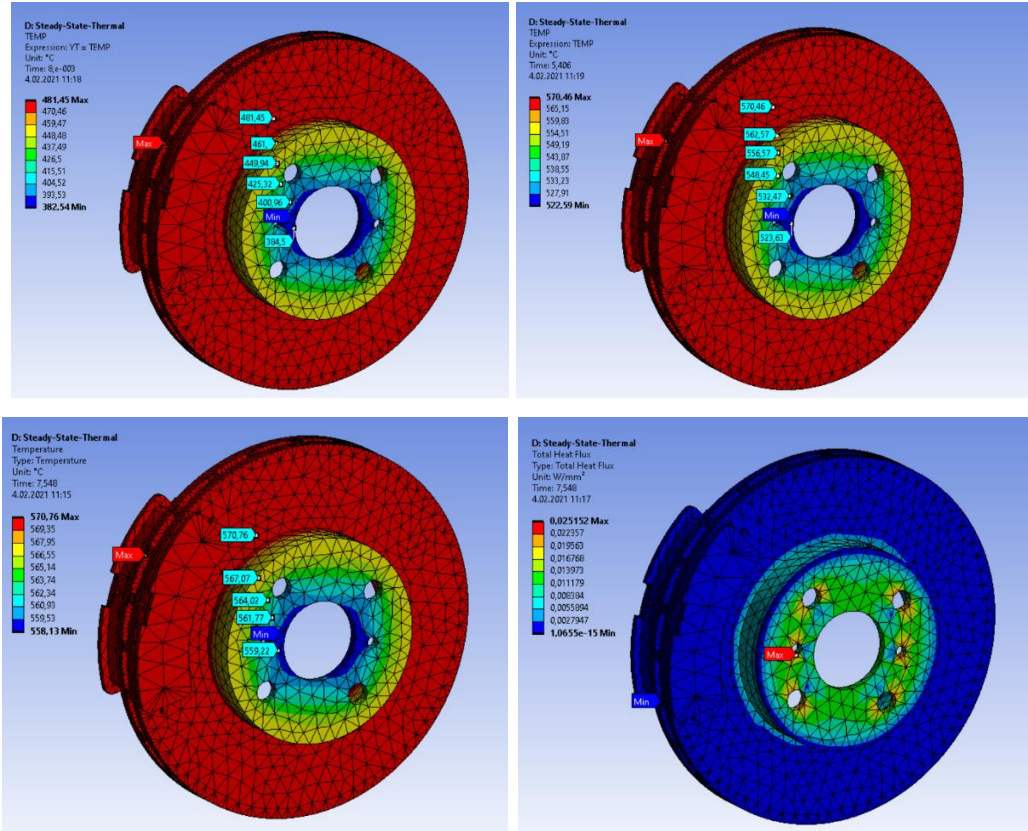 D: Steady-State-Thermal
TEMP
Expression: YT = TEMP
Unit: °C
Time: 8,e-003
4.02.2021 11:18
481,45 Max
470,46
459,47
448,48
437,49
426,5
415,51
404,52
393,53
382,54 Min
Max
481,45
461,
449,94
425,32
400,96
Min
384,5
D: Steady-State-Thermal
TEMP
Expression: TEMP
Unit: °C
Time: 5,406
4.02.2021 11:19
570,46 Max
565,15
559,83
554,51
549,19
543,87
538,55
533,23
527,91
522,59 Min
Max
570,46
562,57
556,57
548,45
532,47
Min
523,63
D: Steady-State-Thermal
Temperature
Type: Temperature
Unit: °C
Time: 7,548
4.02.2021 11:15
570,76 Max
569,35
567,95
566,55
565,14
563,74
562,34
560,93
559,53
558,13 Min
Max
570,76
567,07
564,02
561,77
Min
559,22
D: Steady-State-Thermal
Total Heat Flux
Type: Total Heat Flux
Unit: W/mm²
Time: 7,548
4.02.2021 11:17
0,025152 Max
0,022357
0,019563
0,016768
0,013973
0,011179
0,008384
0,0055894
0,0027947
1,0655e-15 Min
Max
Min